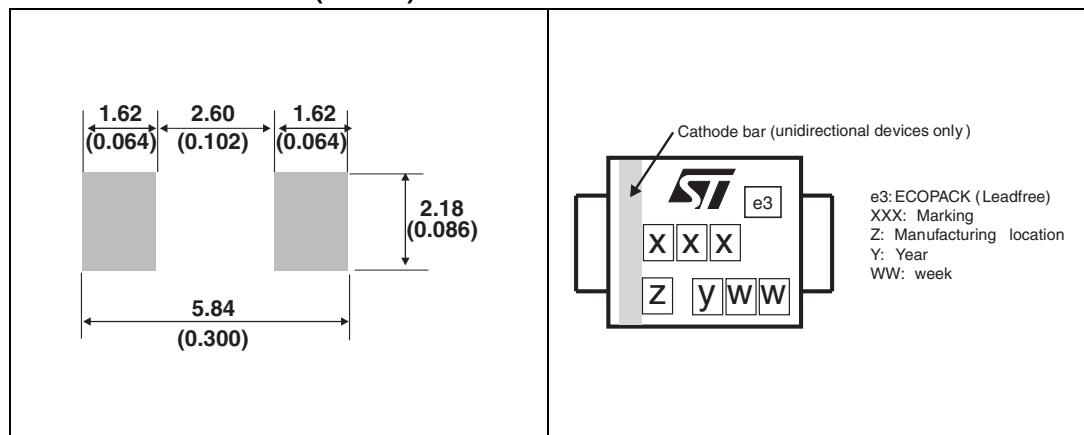 1.62 2.60 1.62
(0.064) (0.102) (0.064)
2.18
(0.086)
5.84
(0.300)
Cathode bar (unidirectional devices only)
ST
e3
x x x
z y w w
e3: ECOPACK (Leadfree)
XXX: Marking
Z: Manufacturing location
Y: Year
WW: week